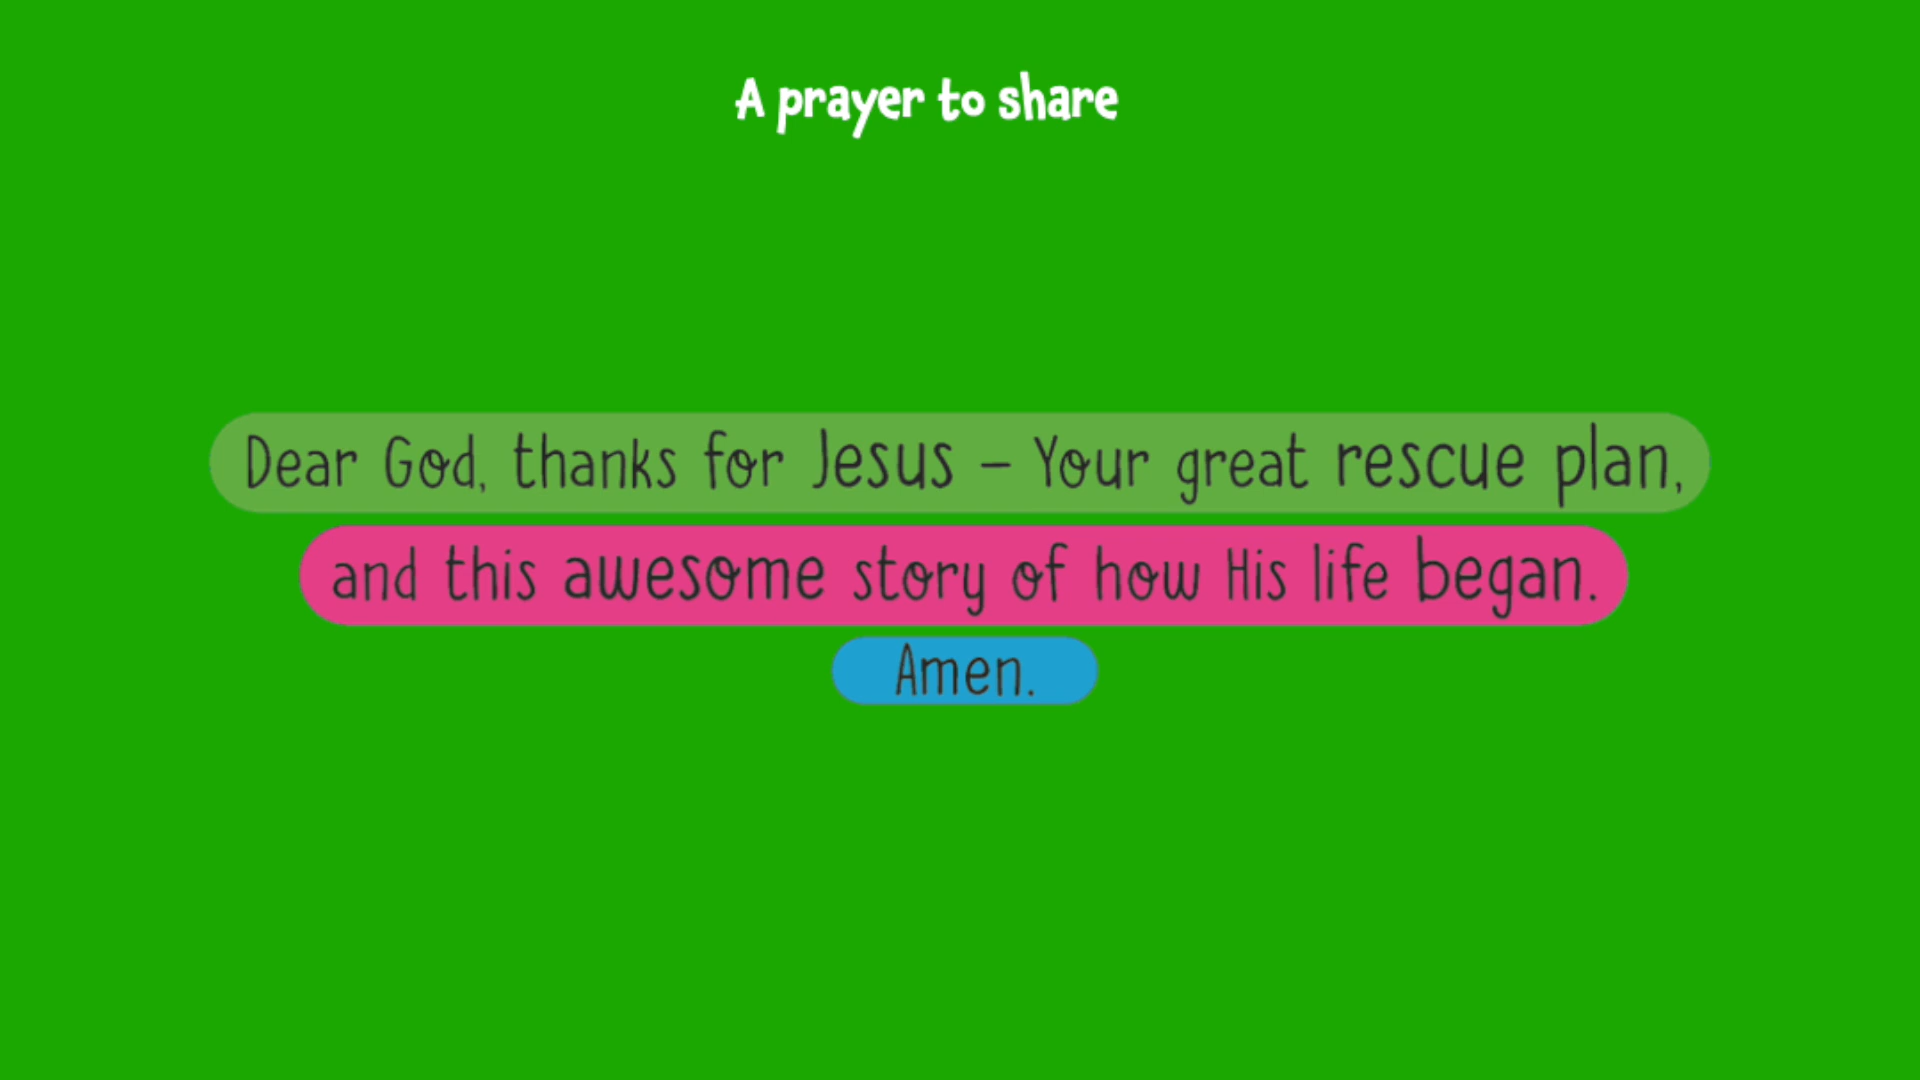 A prayer to share
Dear God, thanks for Jesus – Your great rescue plan,
and this awesome story of how His life began.
Amen.